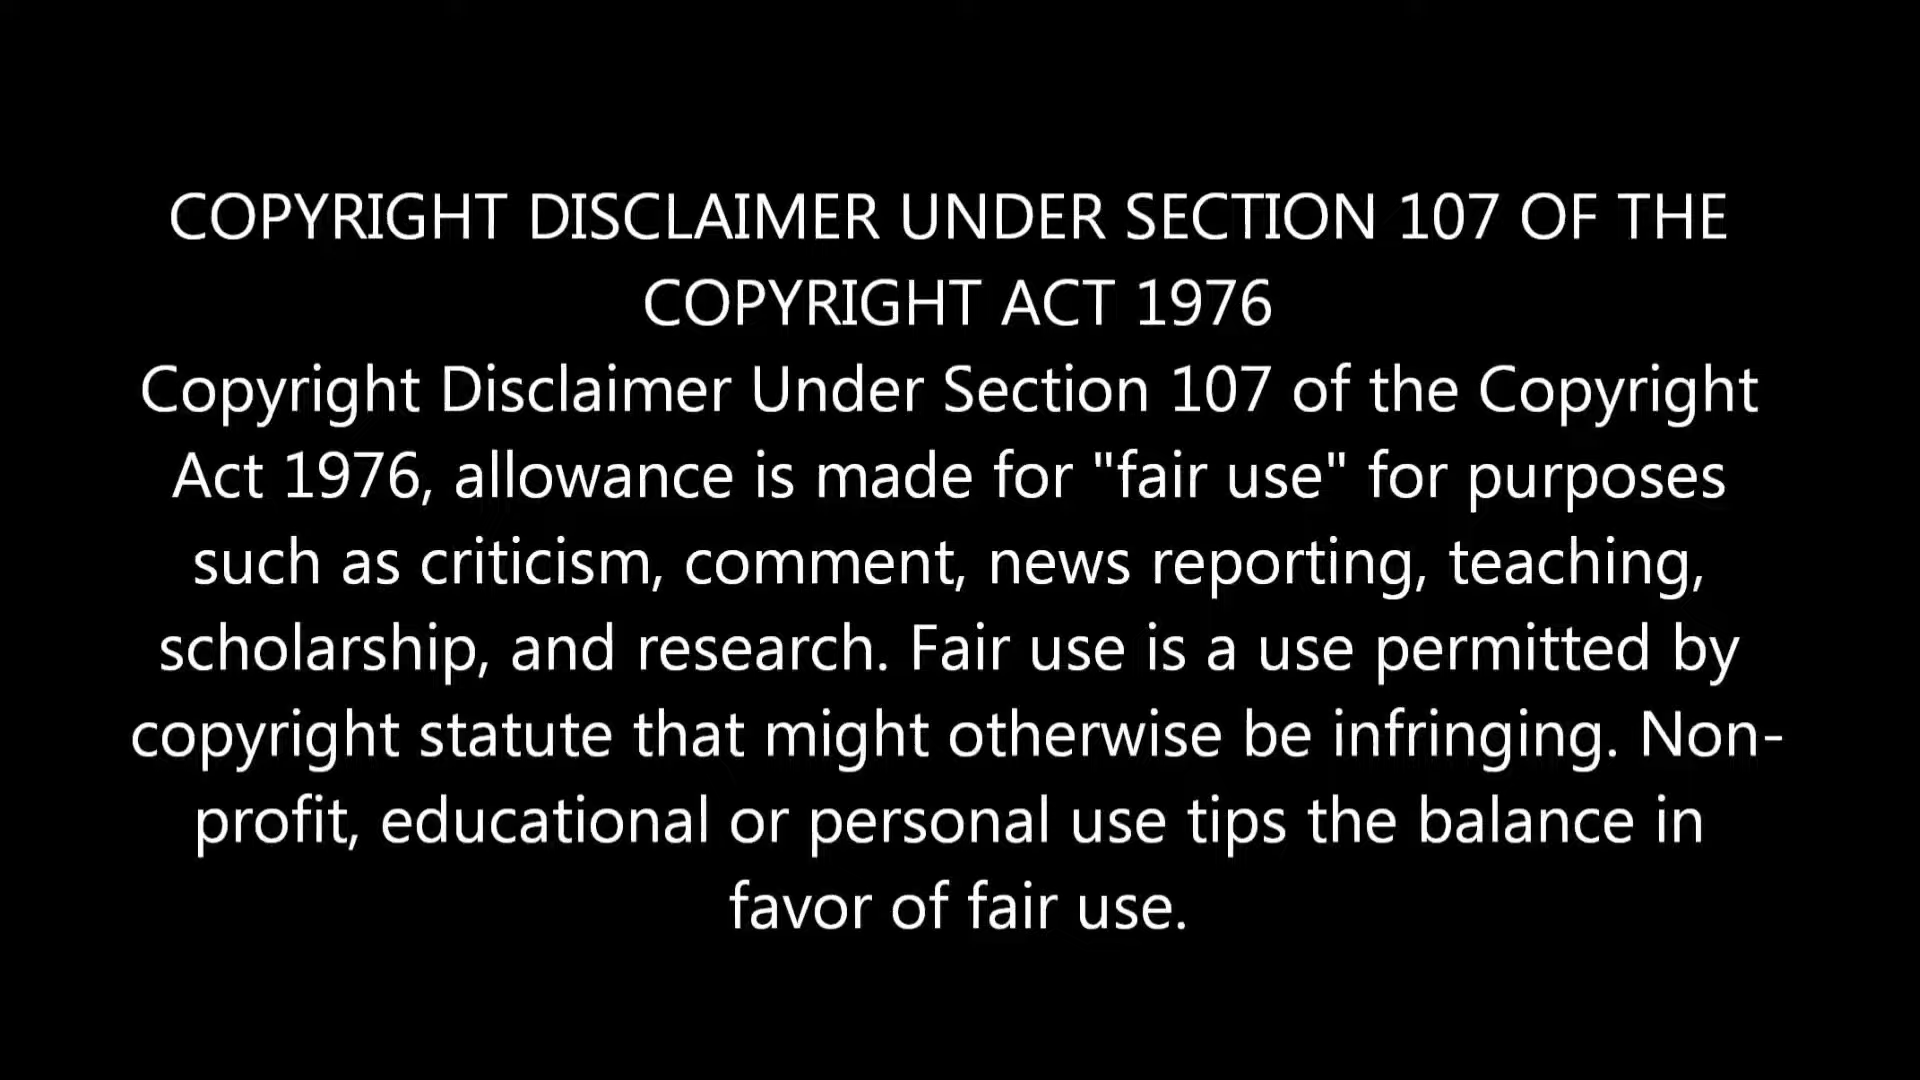 COPYRIGHT DISCLAIMER UNDER SECTION 107 OF THE
COPYRIGHT ACT 1976
Copyright Disclaimer Under Section 107 of the Copyright
Act 1976, allowance is made for "fair use" for purposes
such as criticism, comment, news reporting, teaching,
scholarship, and research. Fair use is a use permitted by
copyright statute that might otherwise be infringing. Non-
profit, educational or personal use tips the balance in
favor of fair use.